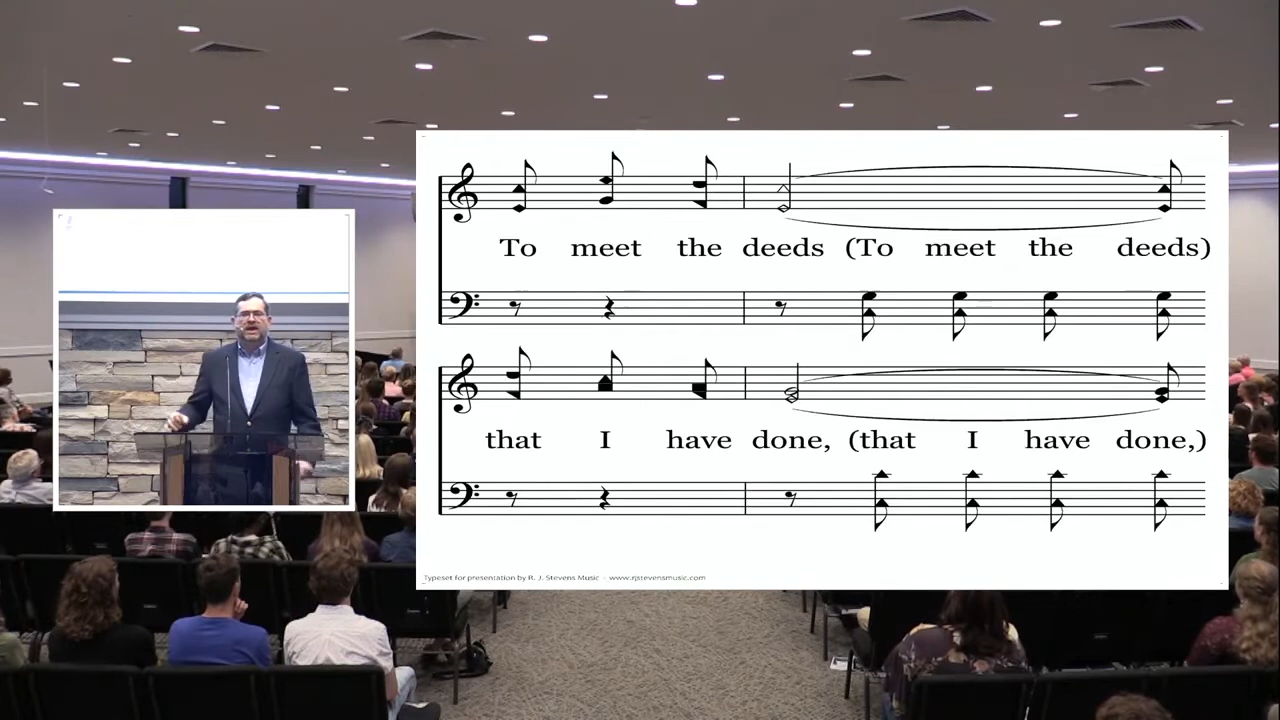 To meet the deeds (To meet the deeds)
that I have done, (that I have done,)
Typeset for presentation by R. J. Stevens Music - www.rjstevensmusic.com